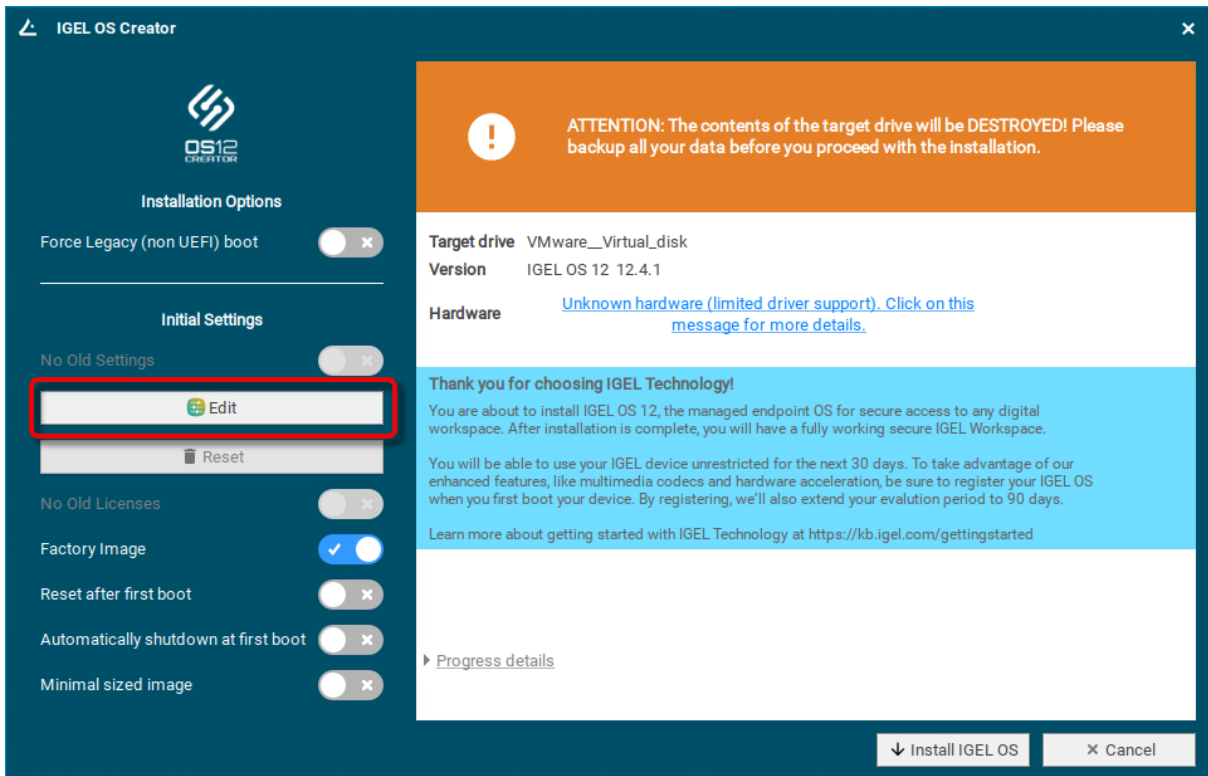 IGEL OS Creator
OS12
CREATOR
Installation Options
Force Legacy (non UEFI) boot
Initial Settings
No Old Settings
Edit
Reset
No Old Licenses
Factory Image
Reset after first boot
Automatically shutdown at first boot
Minimal sized image
ATTENTION: The contents of the target drive will be DESTROYED! Please
backup all your data before you proceed with the installation.
Target drive VMware__Virtual_disk
Version IGEL OS 12 12.4.1
Hardware Unknown hardware (limited driver support). Click on this
message for more details.
Thank you for choosing IGEL Technology!
You are about to install IGEL OS 12, the managed endpoint OS for secure access to any digital
workspace. After installation is complete, you will have a fully working secure IGEL Workspace.
You will be able to use your IGEL device unrestricted for the next 30 days. To take advantage of our
enhanced features, like multimedia codecs and hardware acceleration, be sure to register your IGEL OS
when you first boot your device. By registering, we'll also extend your evalution period to 90 days.
Learn more about getting started with IGEL Technology at https://kb.igel.com/gettingstarted
Progress details
Install IGEL OS
Cancel